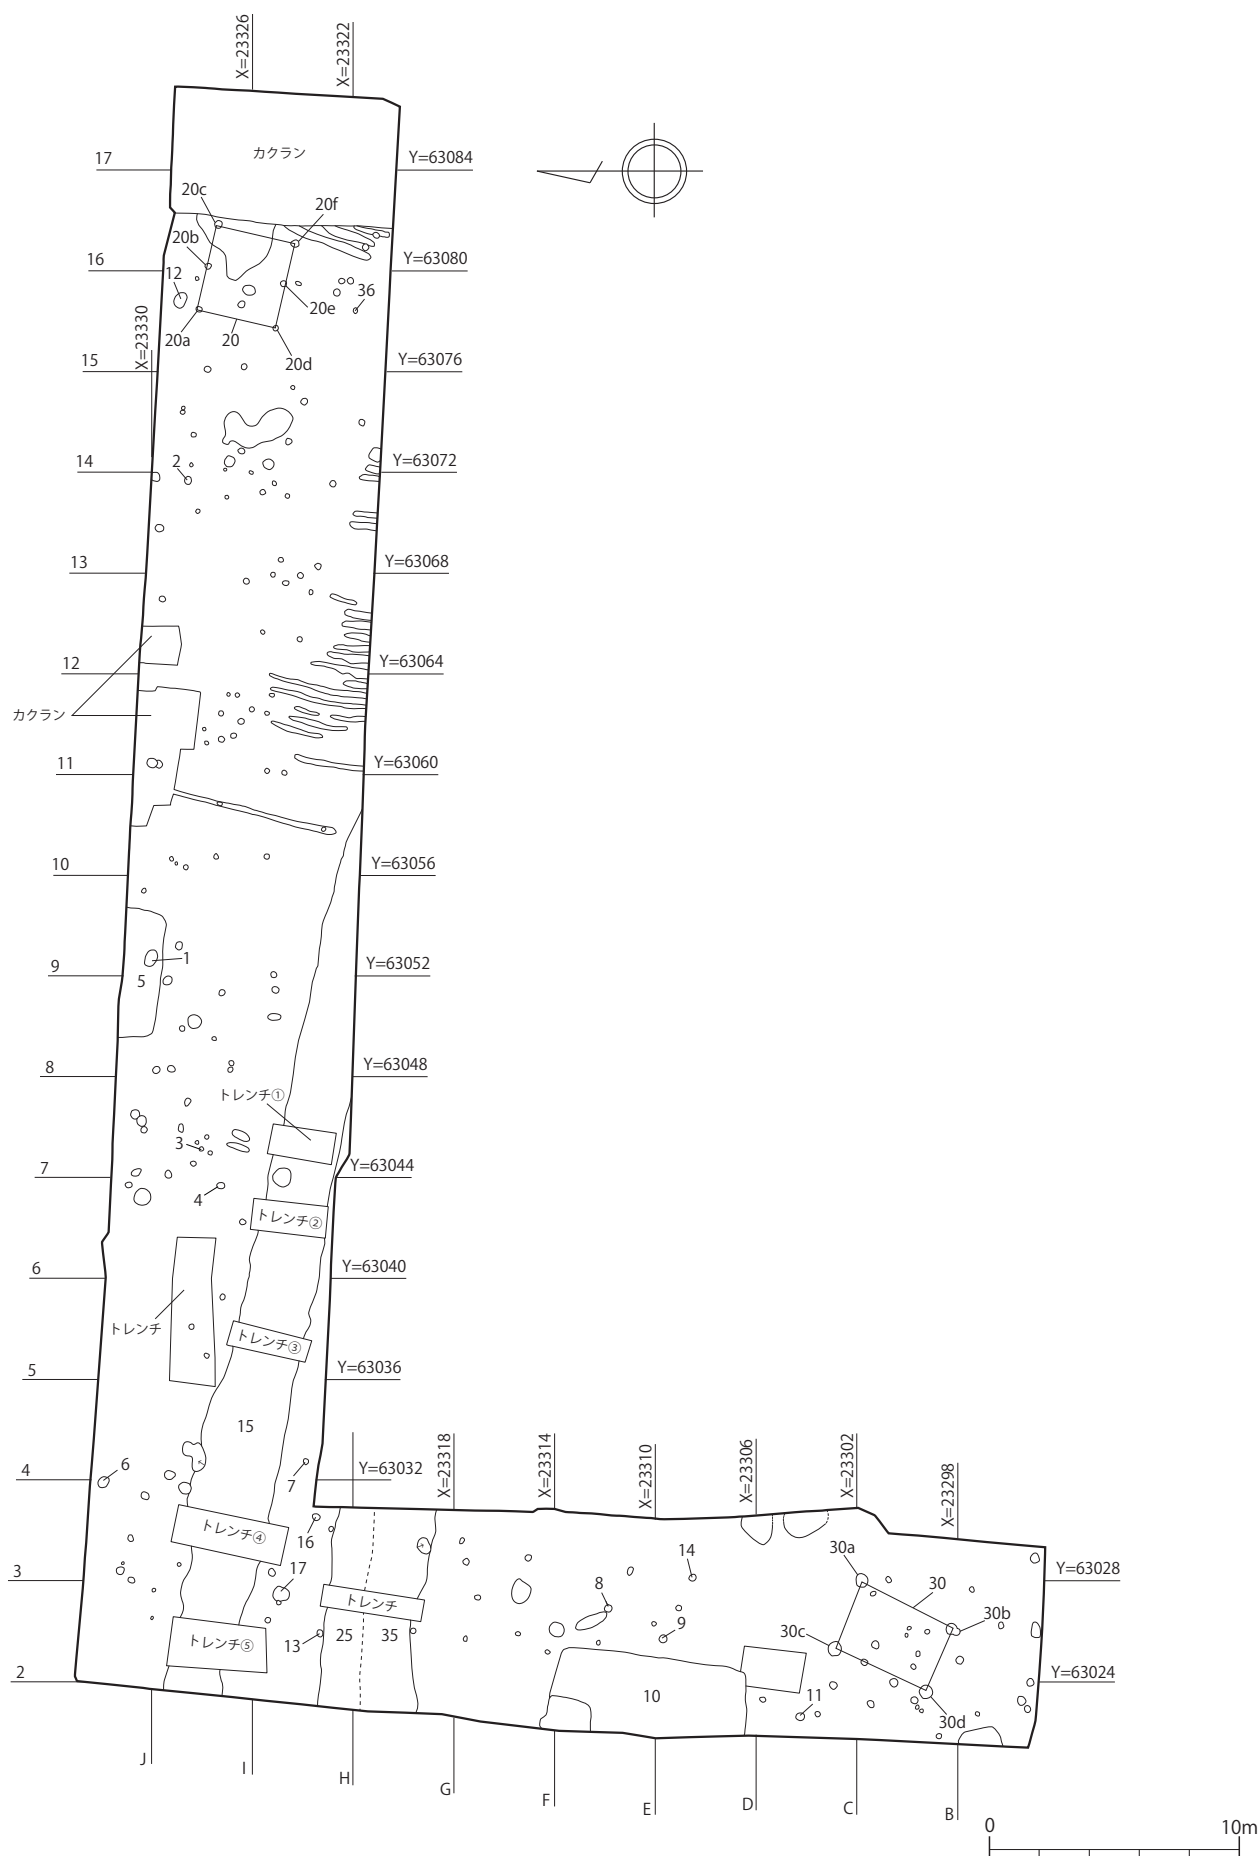 X=23326
X=23322
カクラン
17
Y=63084
20c
20f
20b
16
Y=63080
12
36
20e
X=23330
20a
20
20d
15
Y=63076
14
2
Y=63072
13
Y=63068
12
Y=63064
カクラン
11
Y=63060
10
Y=63056
1
9
5
Y=63052
8
Y=63048
トレンチ①
3
7
Y=63044
4
トレンチ②
6
Y=63040
トレンチ
トレンチ③
5
Y=63036
15
X=23318
X=23314
X=23310
X=23306
X=23302
X=23298
4
6
7
Y=63032
トレンチ④
16
14
30a
3
17
8
30
Y=63028
トレンチ
30b
トレンチ⑤
13
25
35
9
30c
2
10
11
30d
Y=63024
J
I
H
G
F
E
D
C
B
0
10m